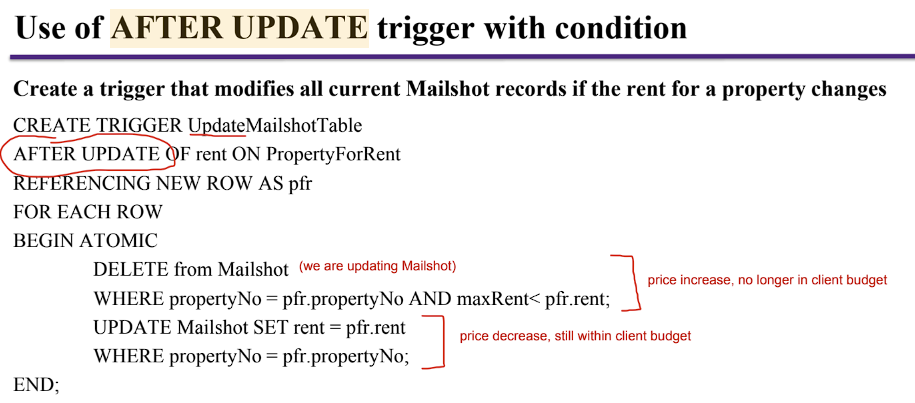 Use of AFTER UPDATE trigger with condition
Create a trigger that modifies all current Mailshot records if the rent for a property changes
CREATE TRIGGER UpdateMailshotTable
AFTER UPDATE OF rent ON PropertyForRent
REFERENCING NEW ROW AS pfr
FOR EACH ROW
BEGIN ATOMIC
DELETE from Mailshot (we are updating Mailshot)
price increase, no longer in client budget
WHERE propertyNo = pfr.propertyNo AND maxRent< pfr.rent;
UPDATE Mailshot SET rent = pfr.rent
price decrease, still within client budget
WHERE propertyNo = pfr.propertyNo;
END;